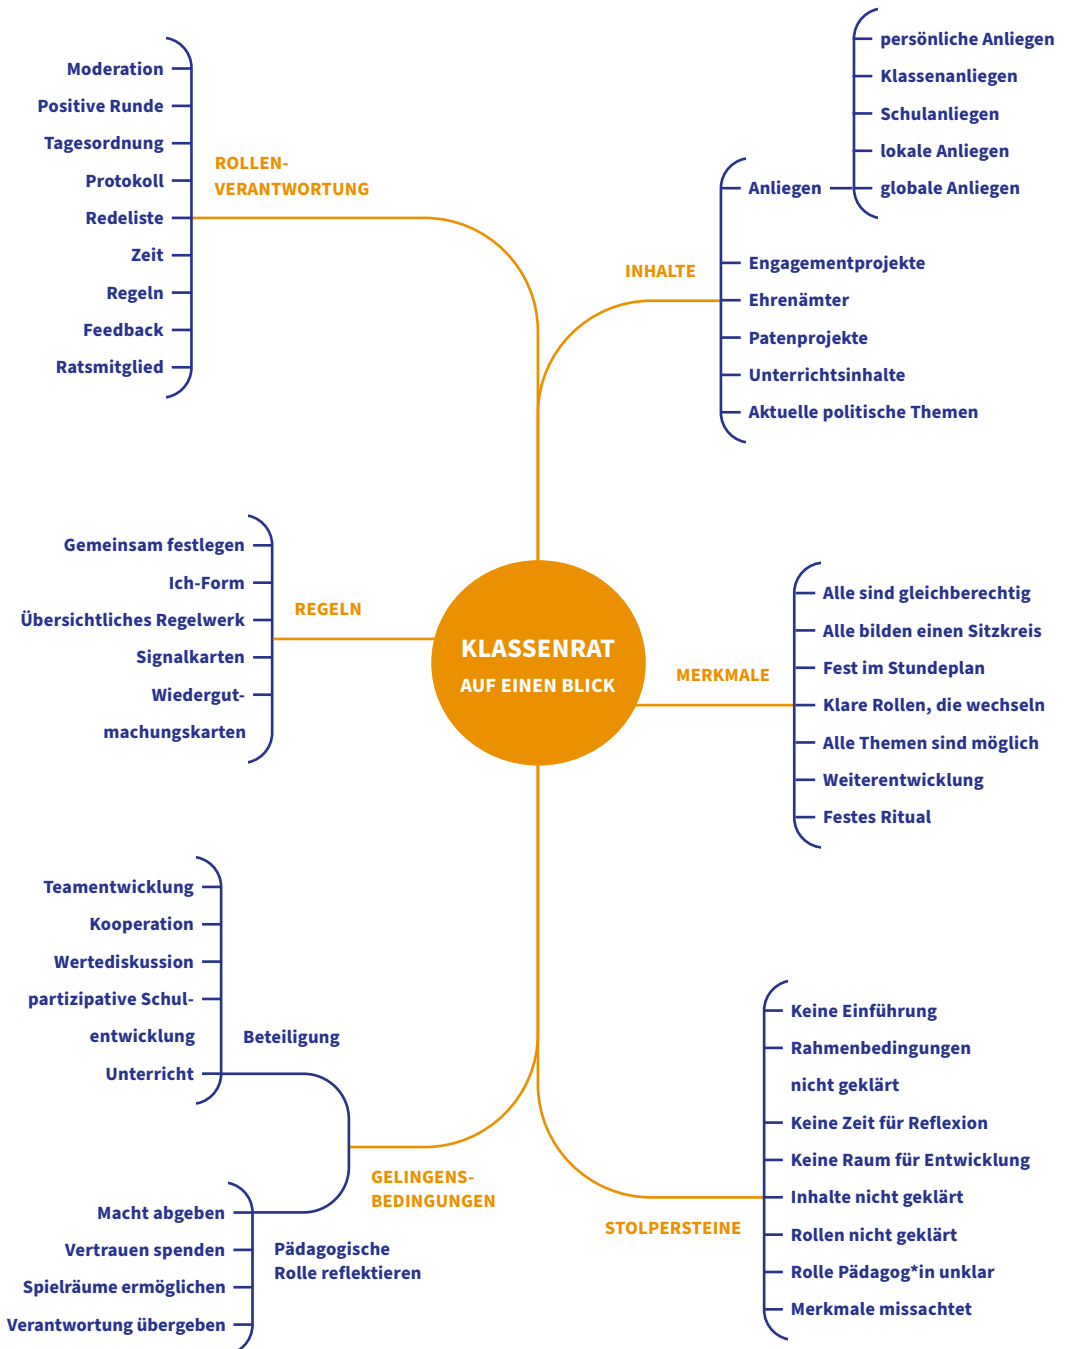 KLASSENRAT
AUF EINEN BLICK
ROLLEN-
VERANTWORTUNG
Moderation
Positive Runde
Tagesordnung
Protokoll
Redeliste
Zeit
Regeln
Feedback
Ratsmitglied
INHALTE
Anliegen
persönliche Anliegen
Klassenanliegen
Schulanliegen
lokale Anliegen
globale Anliegen
Engagementprojekte
Ehrenämter
Patenprojekte
Unterrichtsinhalte
Aktuelle politische Themen
REGELN
Gemeinsam festlegen
Ich-Form
Übersichtliches Regelwerk
Signalkarten
Wiedergut-
machungskarten
MERKMALE
Alle sind gleichberechtig
Alle bilden einen Sitzkreis
Fest im Stundeplan
Klare Rollen, die wechseln
Alle Themen sind möglich
Weiterentwicklung
Festes Ritual
GELINGENS-
BEDINGUNGEN
Beteiligung
Teamentwicklung
Kooperation
Wertediskussion
partizipative Schul-
entwicklung
Unterricht
Pädagogische
Rolle reflektieren
Macht abgeben
Vertrauen spenden
Spielräume ermöglichen
Verantwortung übergeben
STOLPERSTEINE
Keine Einführung
Rahmenbedingungen
nicht geklärt
Keine Zeit für Reflexion
Keine Raum für Entwicklung
Inhalte nicht geklärt
Rollen nicht geklärt
Rolle Pädagog*in unklar
Merkmale missachtet